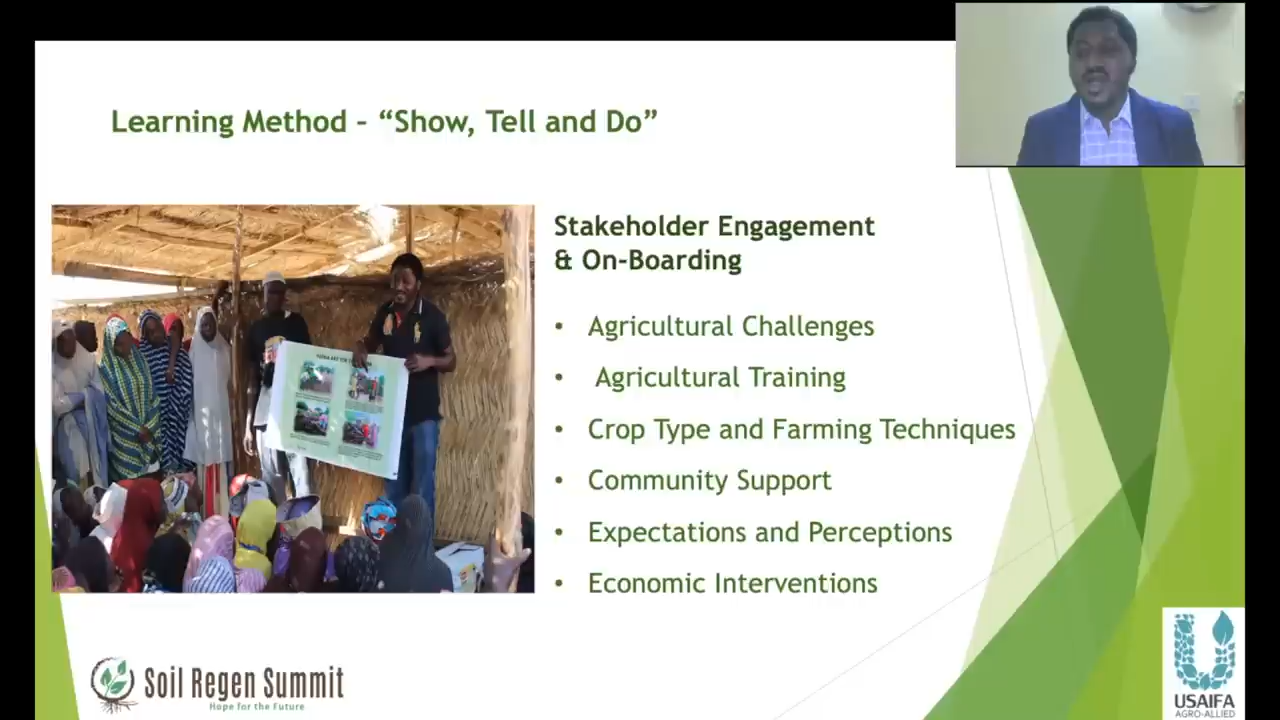 Learning Method – “Show, Tell and Do”
Stakeholder Engagement
& On-Boarding
• Agricultural Challenges
• Agricultural Training
• Crop Type and Farming Techniques
• Community Support
• Expectations and Perceptions
• Economic Interventions
Soil Regen Summit
Hope for the Future
USAIFA
AGRO-ALLIED